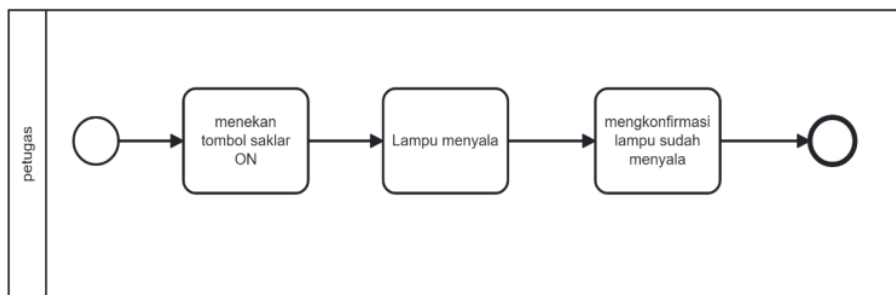 petugas
menekan
tombol saklar
ON
Lampu menyala
mengkonfirmasi
lampu sudah
menyala